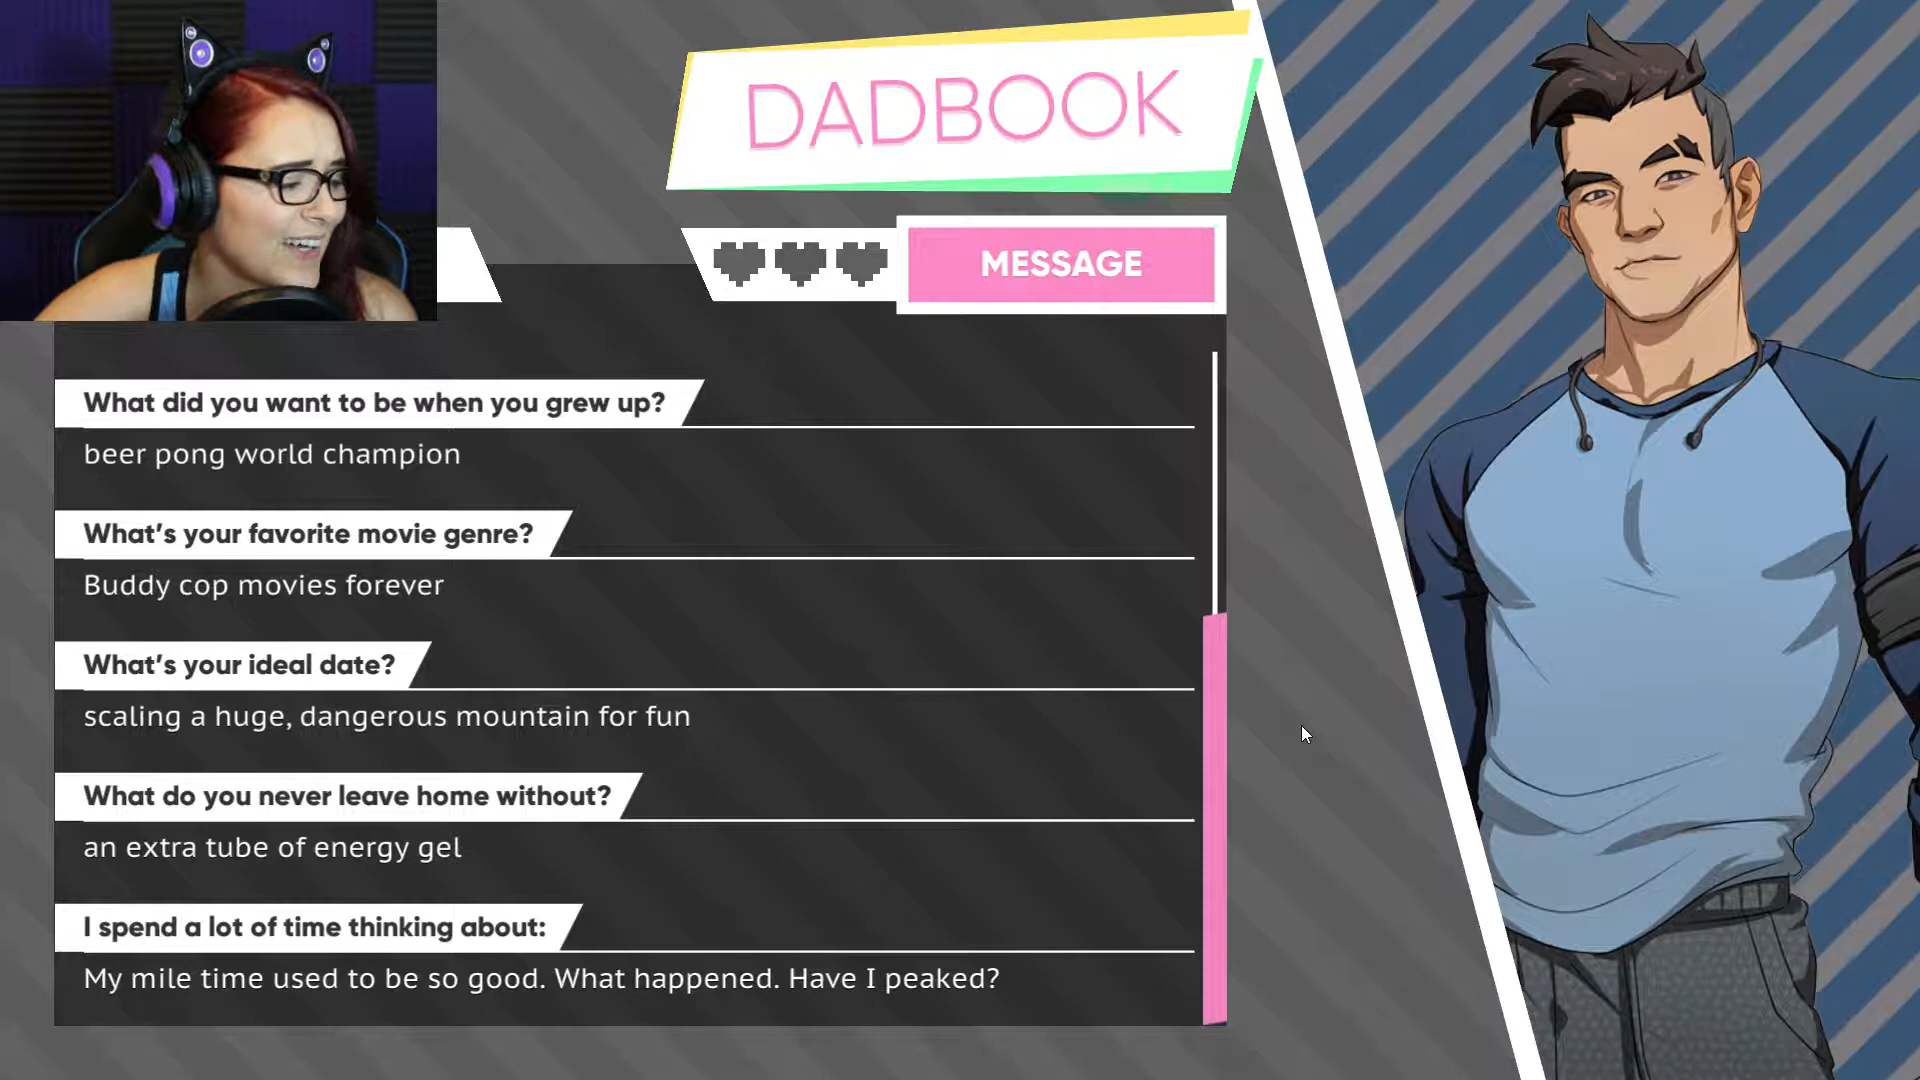 DADBOOK
MESSAGE
What did you want to be when you grew up?
beer pong world champion
What's your favorite movie genre?
Buddy cop movies forever
What's your ideal date?
scaling a huge, dangerous mountain for fun
What do you never leave home without?
an extra tube of energy gel
I spend a lot of time thinking about:
My mile time used to be so good. What happened. Have I peaked?